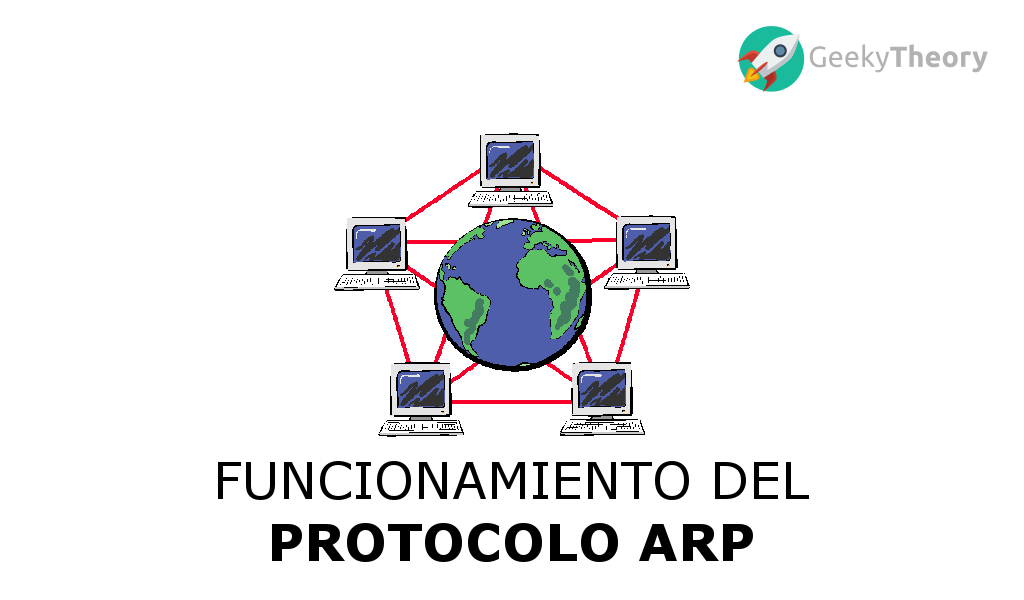 GeekyTheory
FUNCIONAMIENTO DEL
PROTOCOLO ARP